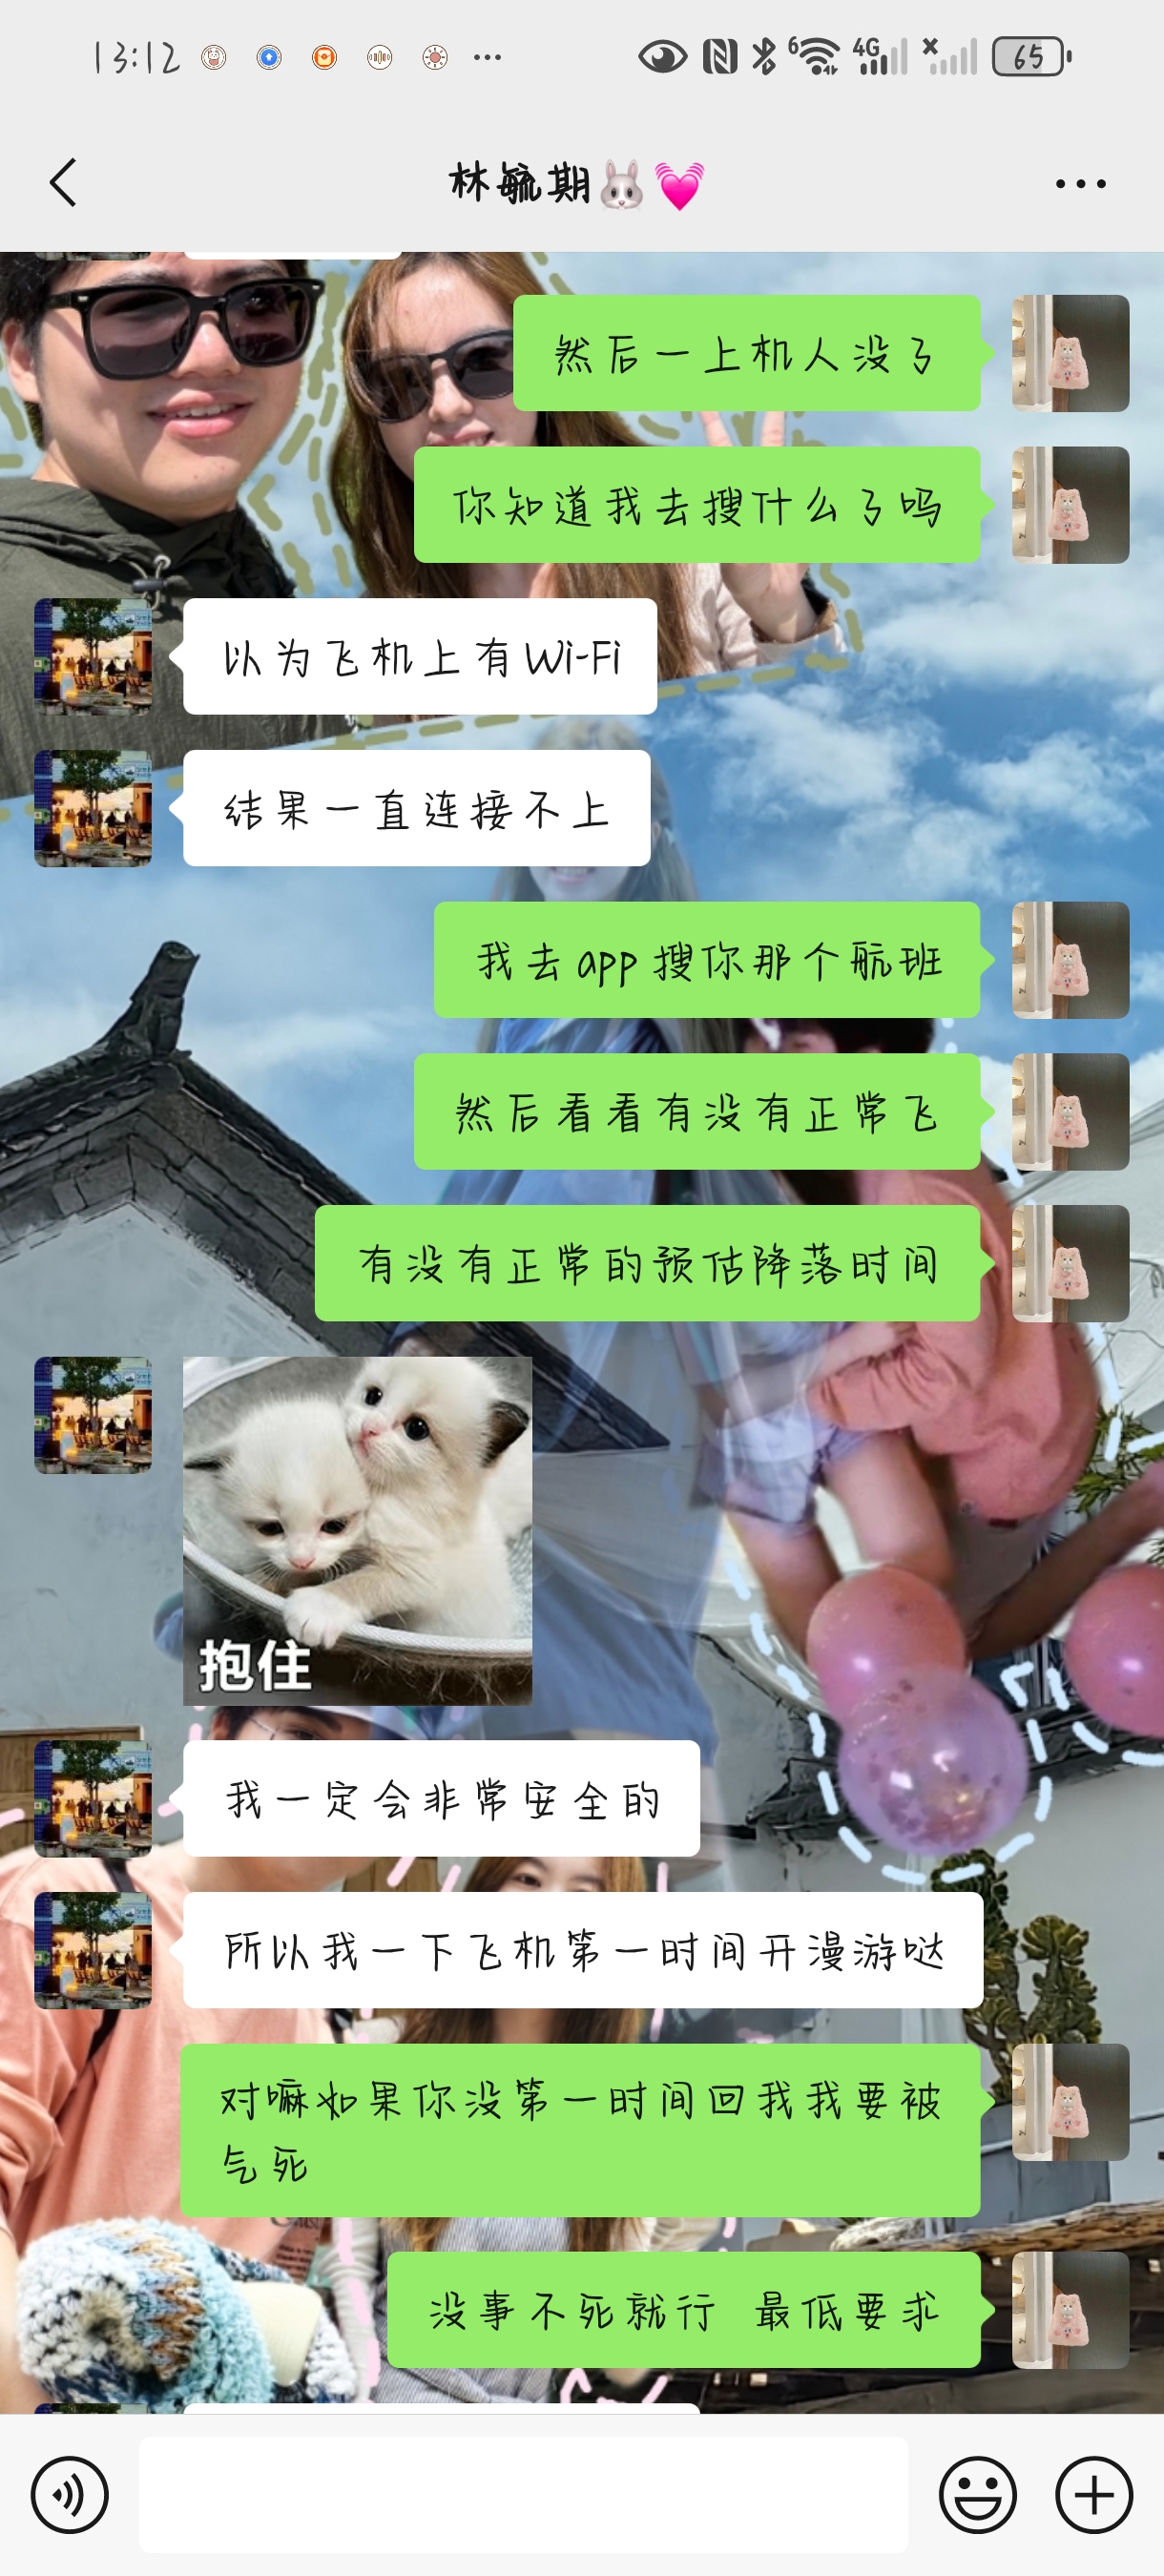 13:12
6
4G
65
林毓期🐰💓
然后一上机人没了
你知道我去搜什么了吗
以为飞机上有Wi-Fi
结果一直连接不上
我去app搜你那个航班
然后看看有没有正常飞
有没有正常的预估降落时间
抱住
我一定会非常安全的
所以我一下飞机第一时间开漫游哒
对嘛如果你没第一时间回我我要被
气死
没事不死就行 最低要求